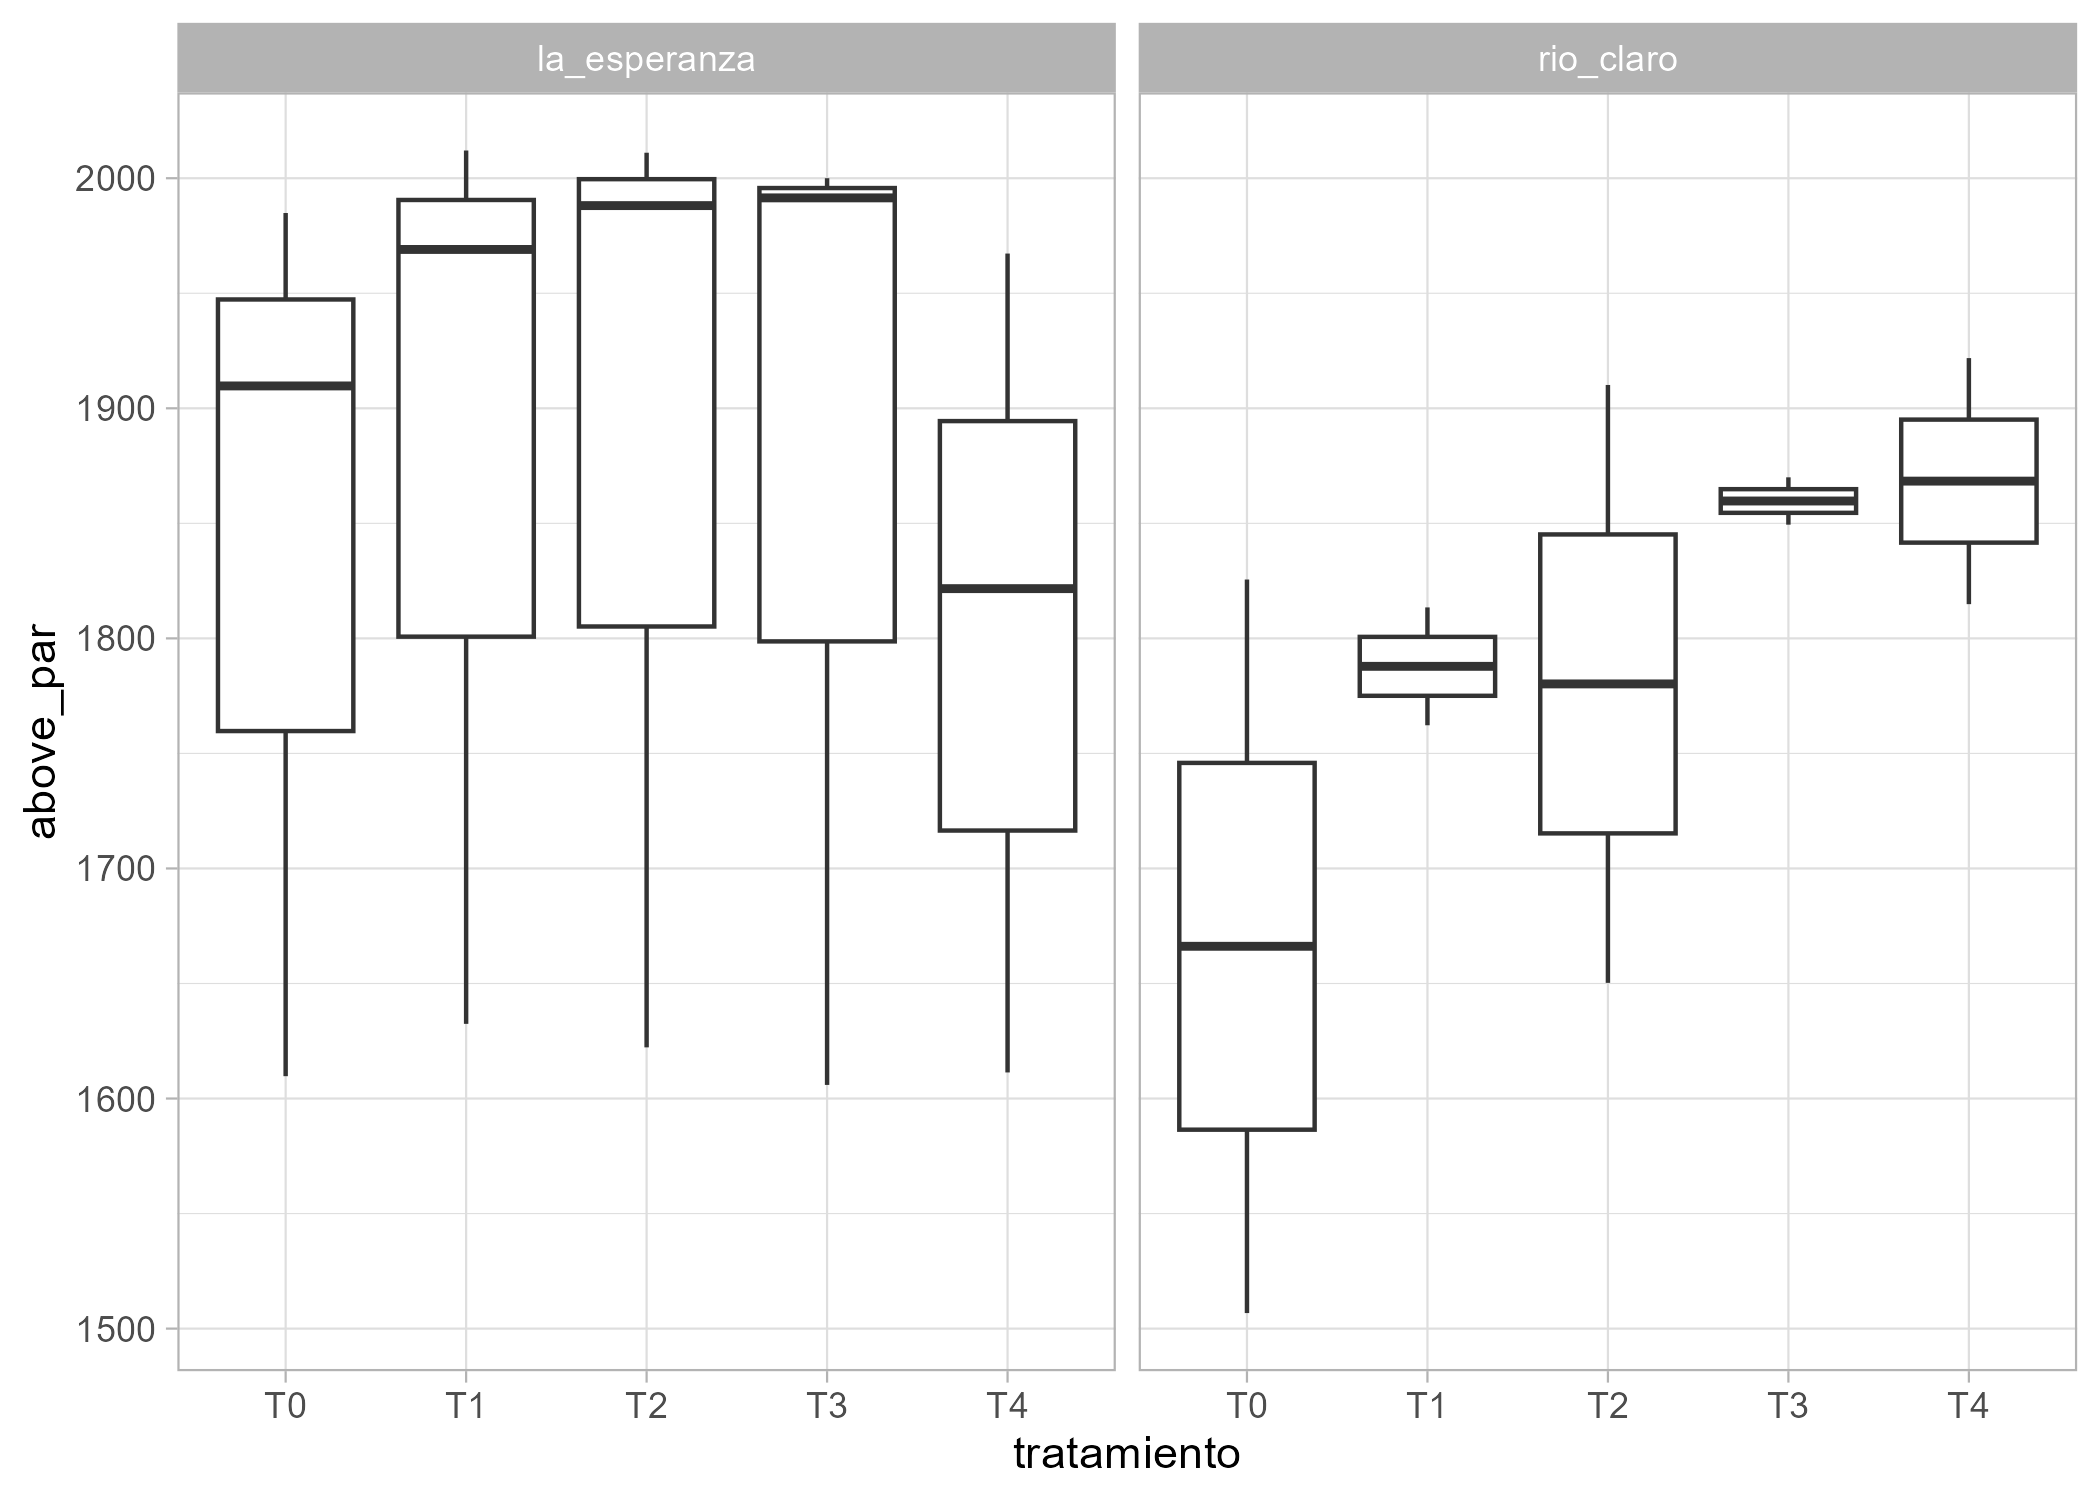 la_esperanza
rio_claro
above_par
2000
1900
1800
1700
1600
1500
T0 T1 T2 T3 T4
T0 T1 T2 T3 T4
tratamiento